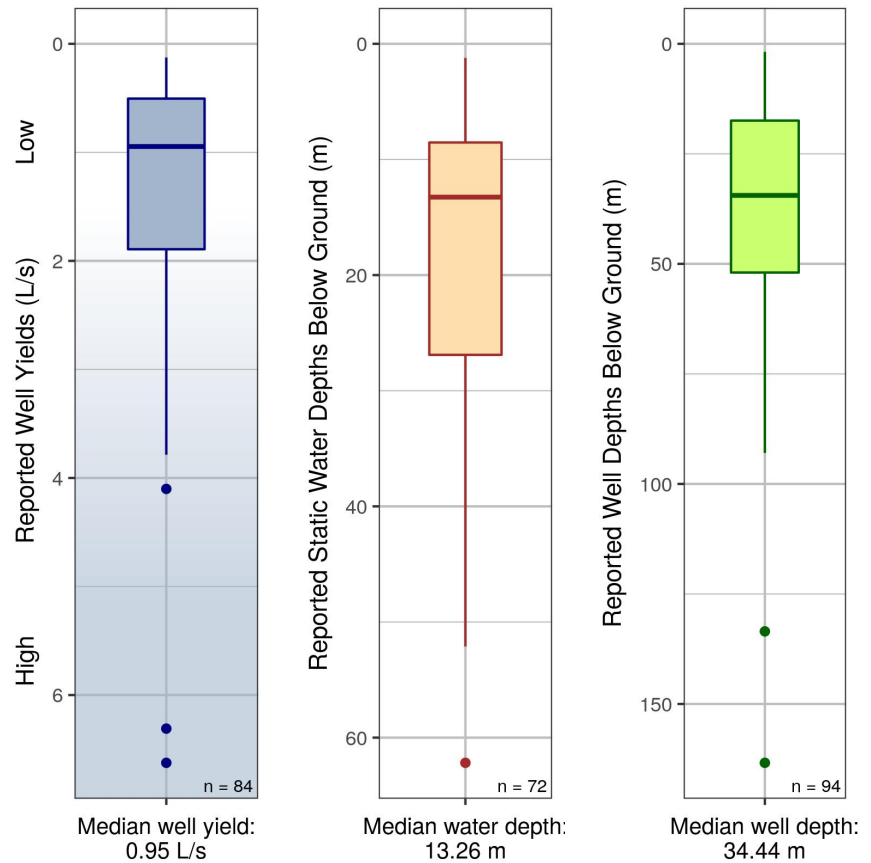 Reported Well Yields (L/s)
Low
High
0
2
4
6
n = 84
Median well yield:
0.95 L/s
Reported Static Water Depths Below Ground (m)
0
20
40
60
n = 72
Median water depth:
13.26 m
Reported Well Depths Below Ground (m)
0
50
100
150
n = 94
Median well depth:
34.44 m